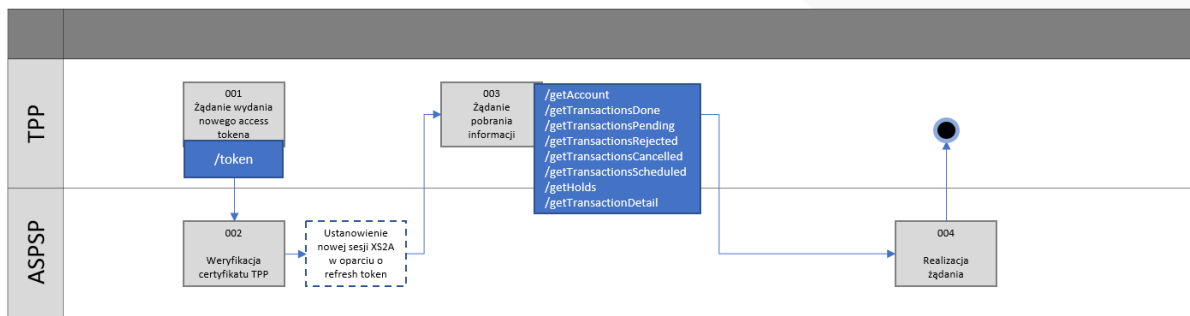 TPP
001
Żądanie wydania
nowego access
tokena
/token
003
Żądanie
pobrania
informacji
/getAccount
/getTransactionsDone
/getTransactionsPending
/getTransactionsRejected
/getTransactionsCancelled
/getTransactionsScheduled
/getHolds
/getTransactionDetail
ASPSP
002
Weryfikacja
certyfikatu TPP
Ustanowienie
nowej sesji XS2A
w oparciu o
refresh token
004
Realizacja
żądania